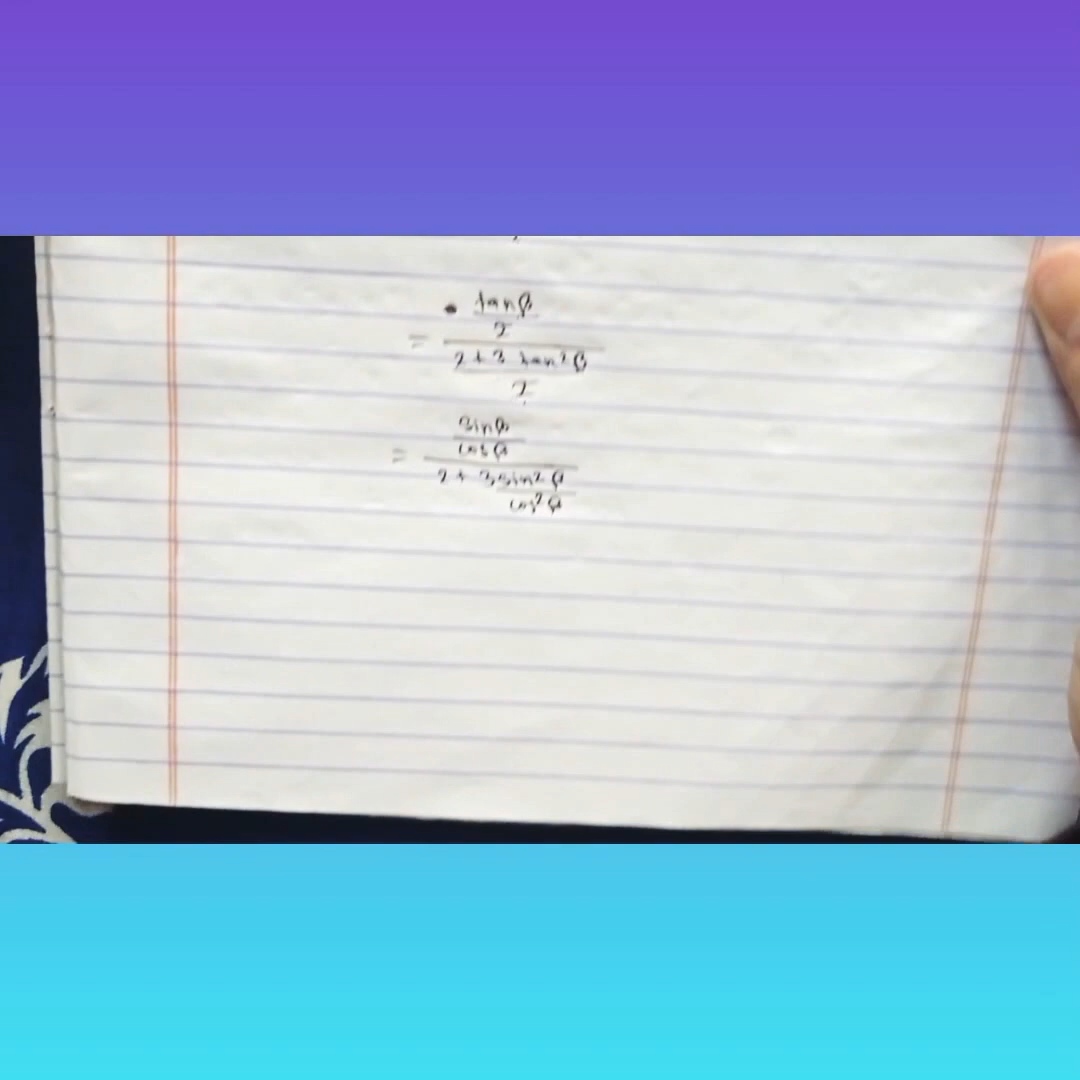 tanβ
2
=
2 + 3 tan²β
2
sinβ
cosβ
=
2 + 3sin²β
cos²β